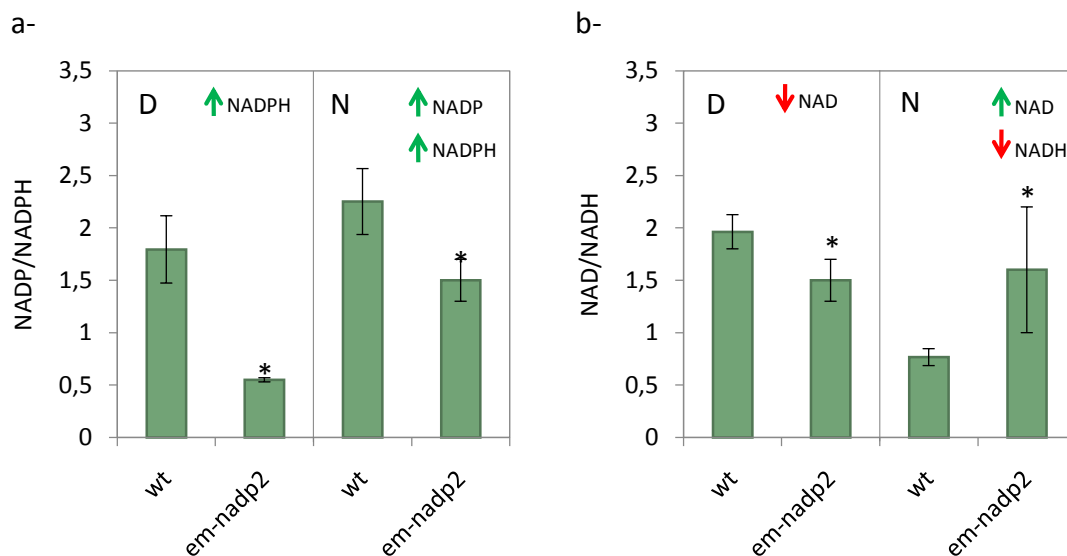 a-
NADP/NADPH
3,5
3
2,5
2
1,5
1
0,5
0
D
NADPH
N
NADP
NADPH
*
*
wt
em-nadp2
wt
em-nadp2
b-
NAD/NADH
3,5
3
2,5
2
1,5
1
0,5
0
D
NAD
N
NAD
NADH
*
*
wt
em-nadp2
wt
em-nadp2